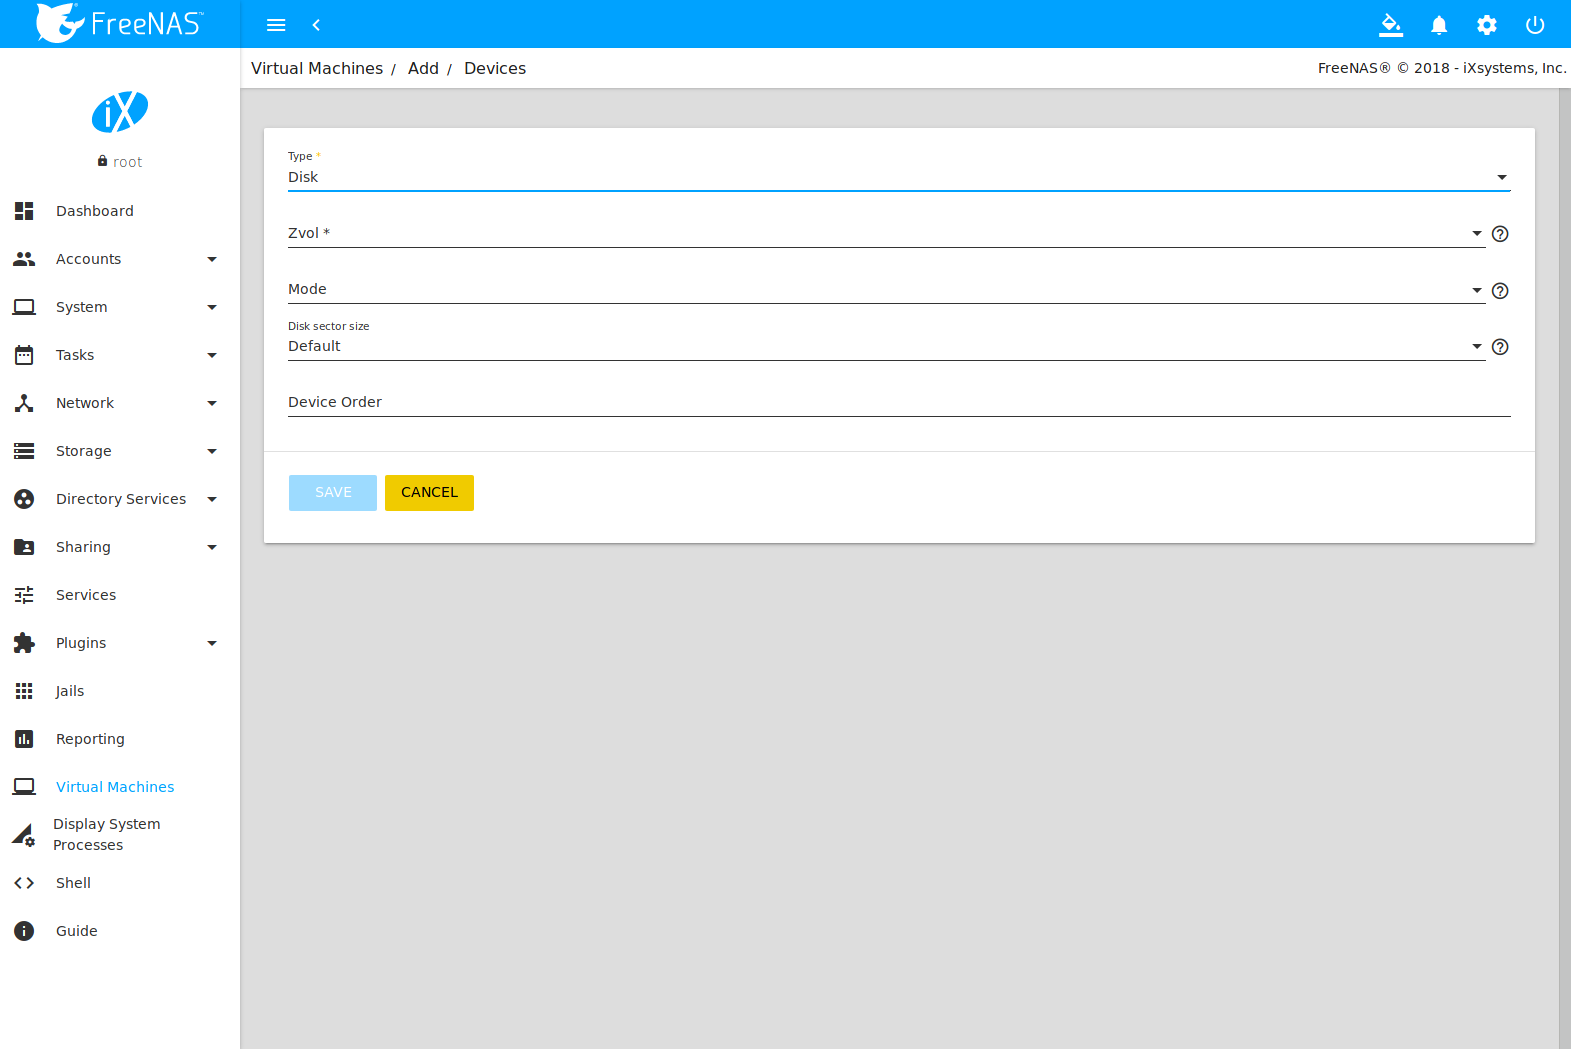 FreeNAS™
Virtual Machines / Add / Devices
FreeNAS® © 2018 - iXsystems, Inc.
iX
root
Dashboard
Accounts
System
Tasks
Network
Storage
Directory Services
Sharing
Services
Plugins
Jails
Reporting
Virtual Machines
Display System
Processes
Shell
Guide
Type *
Disk
Zvol *
Mode
Disk sector size
Default
Device Order
SAVE CANCEL